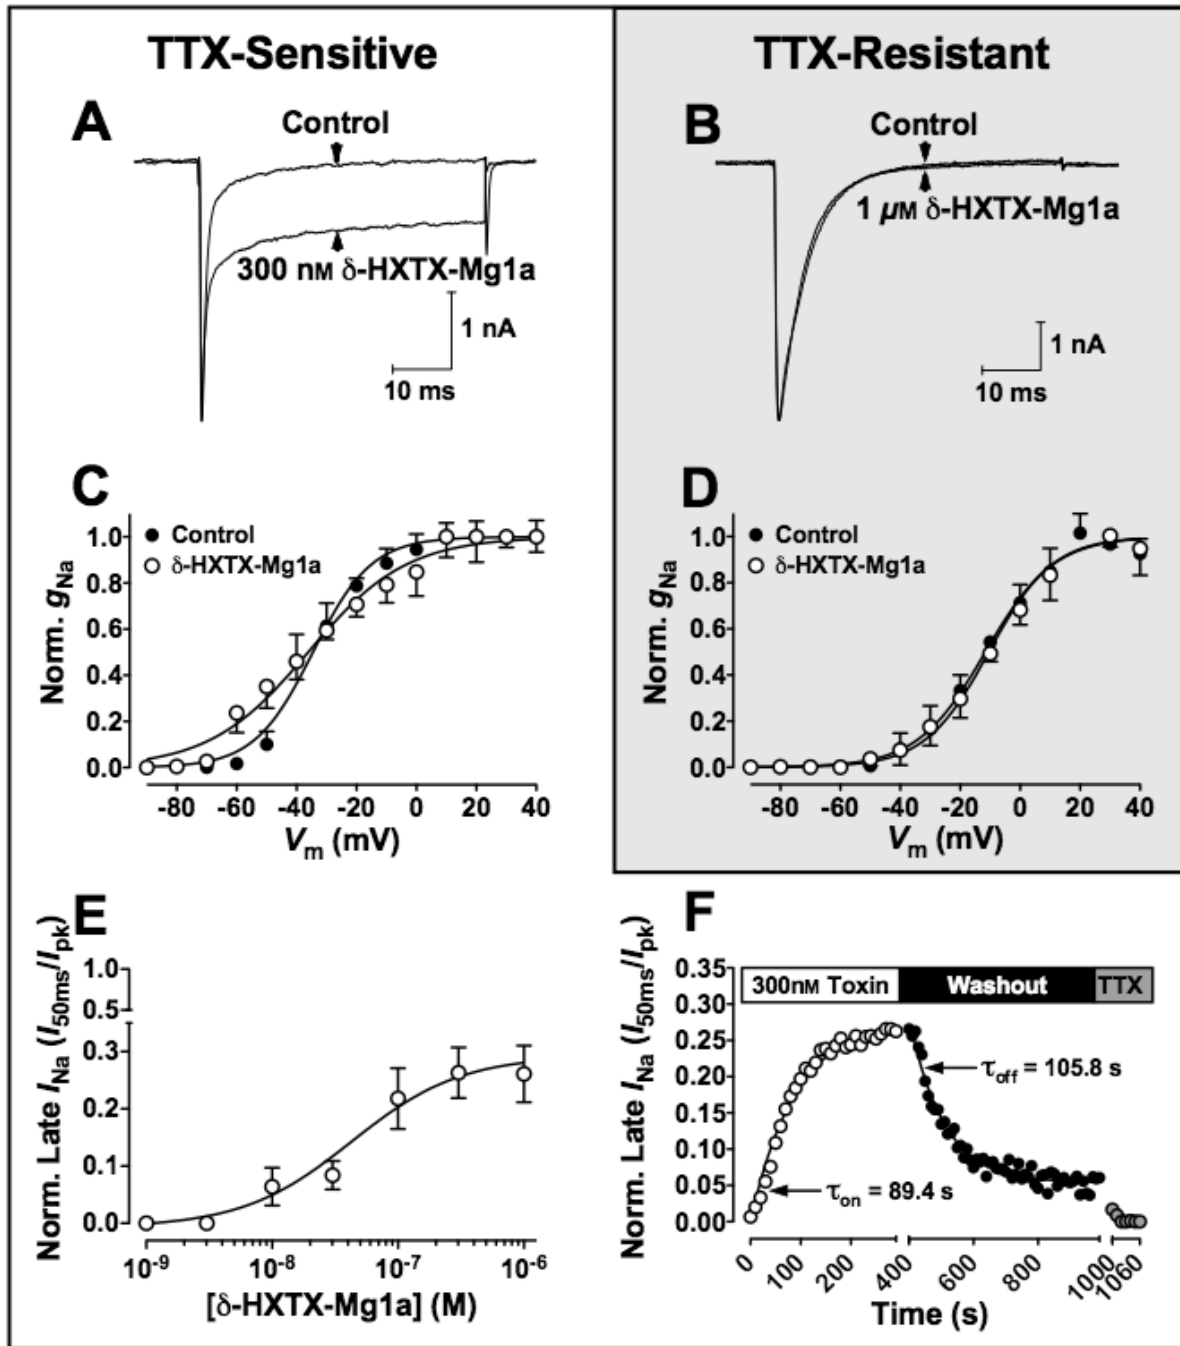 TTX-Sensitive
TTX-Resistant
A
Control
300 nM δ-HXTX-Mg1a
1 nA
10 ms
B
Control
1 µM δ-HXTX-Mg1a
1 nA
10 ms
C
Norm. gNa
1.0
0.8
0.6
0.4
0.2
0.0
Control
δ-HXTX-Mg1a
-80 -60 -40 -20 0 20 40
Vm (mV)
D
Norm. gNa
1.0
0.8
0.6
0.4
0.2
0.0
Control
δ-HXTX-Mg1a
-80 -60 -40 -20 0 20 40
Vm (mV)
E
Norm. Late INa (I50ms/Ipk)
1.0
0.5
0.3
0.2
0.1
0.0
10-9 10-8 10-7 10-6
[δ-HXTX-Mg1a] (M)
F
Norm. Late INa (I50ms/Ipk)
0.35
0.30
0.25
0.20
0.15
0.10
0.05
0.00
300nM Toxin Washout TTX
τoff = 105.8 s
τon = 89.4 s
0 100 200 400 600 800 1000 1060
Time (s)